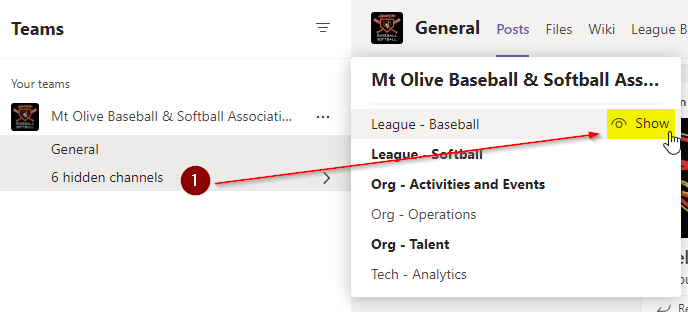 Teams
Your teams
Mt Olive Baseball & Softball Associati...
General
6 hidden channels
1
General
Posts
Files
Wiki
League B
Mt Olive Baseball & Softball Ass...
League - Baseball
Show
League - Softball
Org - Activities and Events
Org - Operations
Org - Talent
Tech - Analytics